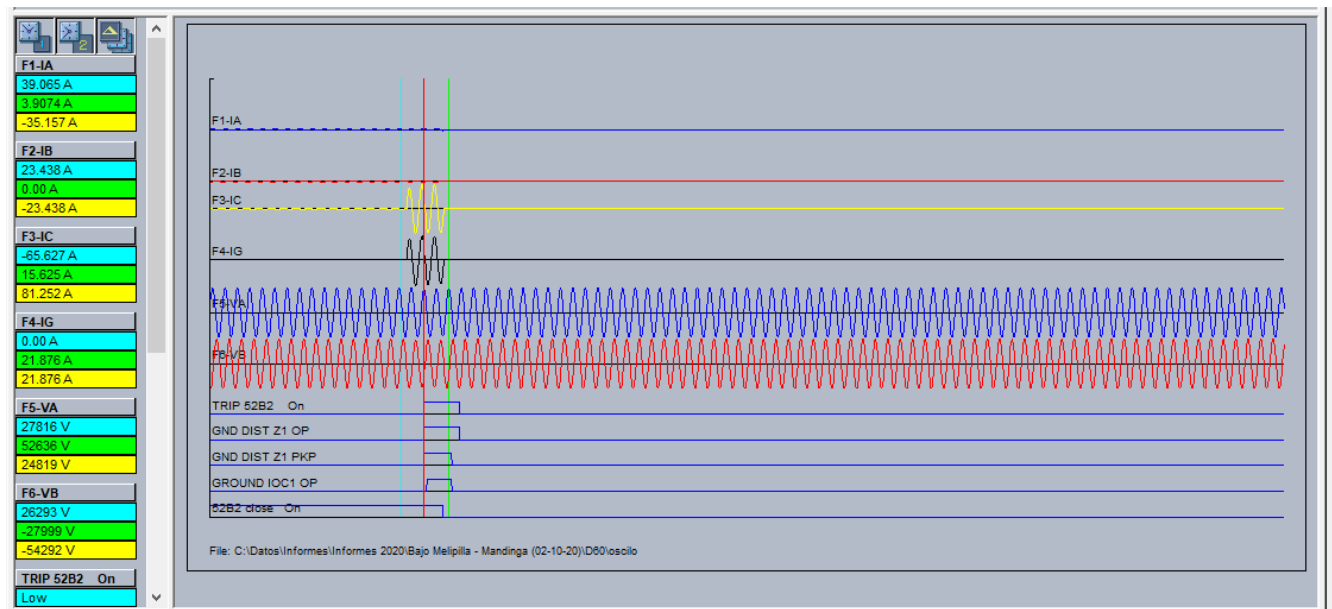 1
2
F1-IA
39.065 A
3.9074 A
-35.157 A
F2-IB
23.438 A
0.00 A
-23.438 A
F3-IC
-65.627 A
15.625 A
81.252 A
F4-IG
0.00 A
21.876 A
21.876 A
F5-VA
27816 V
52636 V
24819 V
F6-VB
26293 V
-27999 V
-54292 V
TRIP 52B2 On
Low
F1-IA
F2-IB
F3-IC
F4-IG
F5-VA
F6-VB
TRIP 52B2 On
GND DIST Z1 OP
GND DIST Z1 PKP
GROUND IOC1 OP
52B2 close On
File: C:\Datos\Informes\Informes 2020\Bajo Melipilla - Mandinga (02-10-20)\D60\oscilo